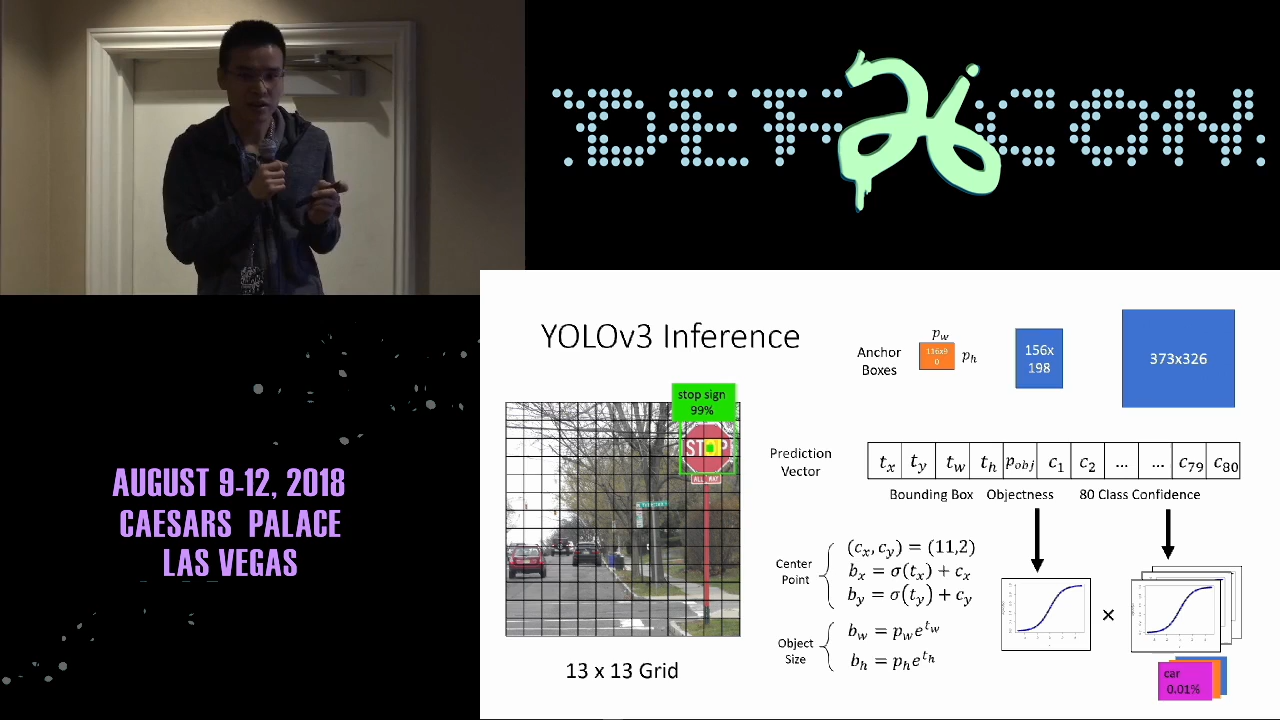 DEF 26 CON
AUGUST 9-12, 2018
CAESARS PALACE
LAS VEGAS
YOLOv3 Inference
Anchor
Boxes
p_w
p_h
156x
198
373x326
stop sign
99%
STOP
ALL WAY
13 x 13 Grid
Prediction
Vector
t_x t_y t_w t_h p_obj c_1 c_2 ... ... c_79 c_80
Bounding Box Objectness 80 Class Confidence
Center
Point
(c_x, c_y) = (11,2)
b_x = σ(t_x) + c_x
b_y = σ(t_y) + c_y
Object
Size
b_w = p_w e^{t_w}
b_h = p_h e^{t_h}
×
car
0.01%